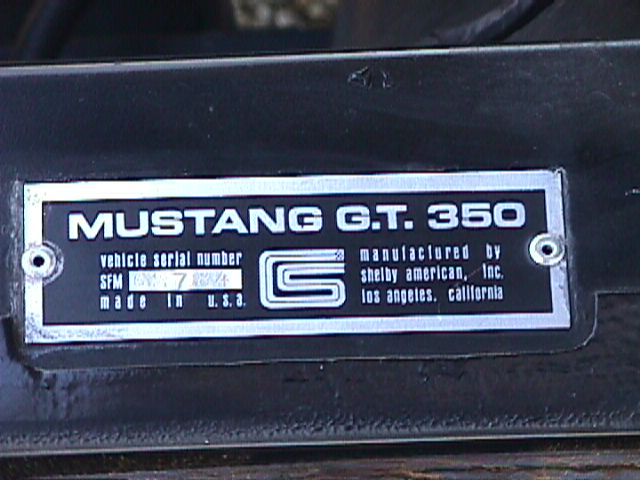 MUSTANG G.T. 350
vehicle serial number
SFM
made in u.s.a.
manufactured by
shelby american, inc.
los angeles, california